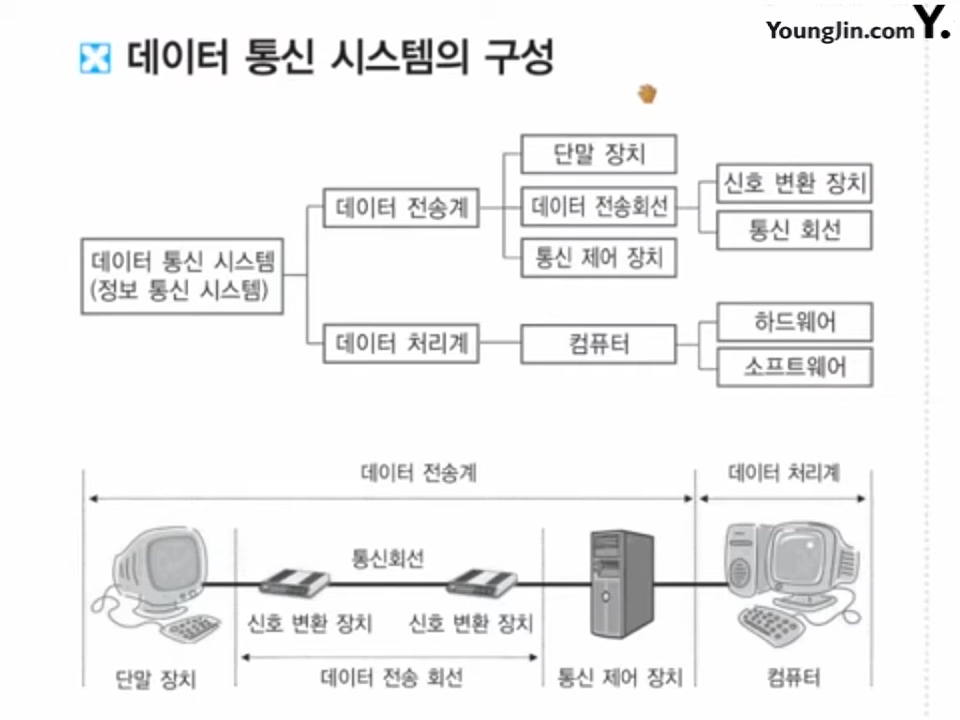 YoungJin.com Y.
데이터 통신 시스템의 구성
단말 장치
신호 변환 장치
데이터 전송계
데이터 전송회선
통신 회선
통신 제어 장치
데이터 통신 시스템
(정보 통신 시스템)
하드웨어
데이터 처리계
컴퓨터
소프트웨어
데이터 전송계
데이터 처리계
통신회선
신호 변환 장치
신호 변환 장치
단말 장치
데이터 전송 회선
통신 제어 장치
컴퓨터